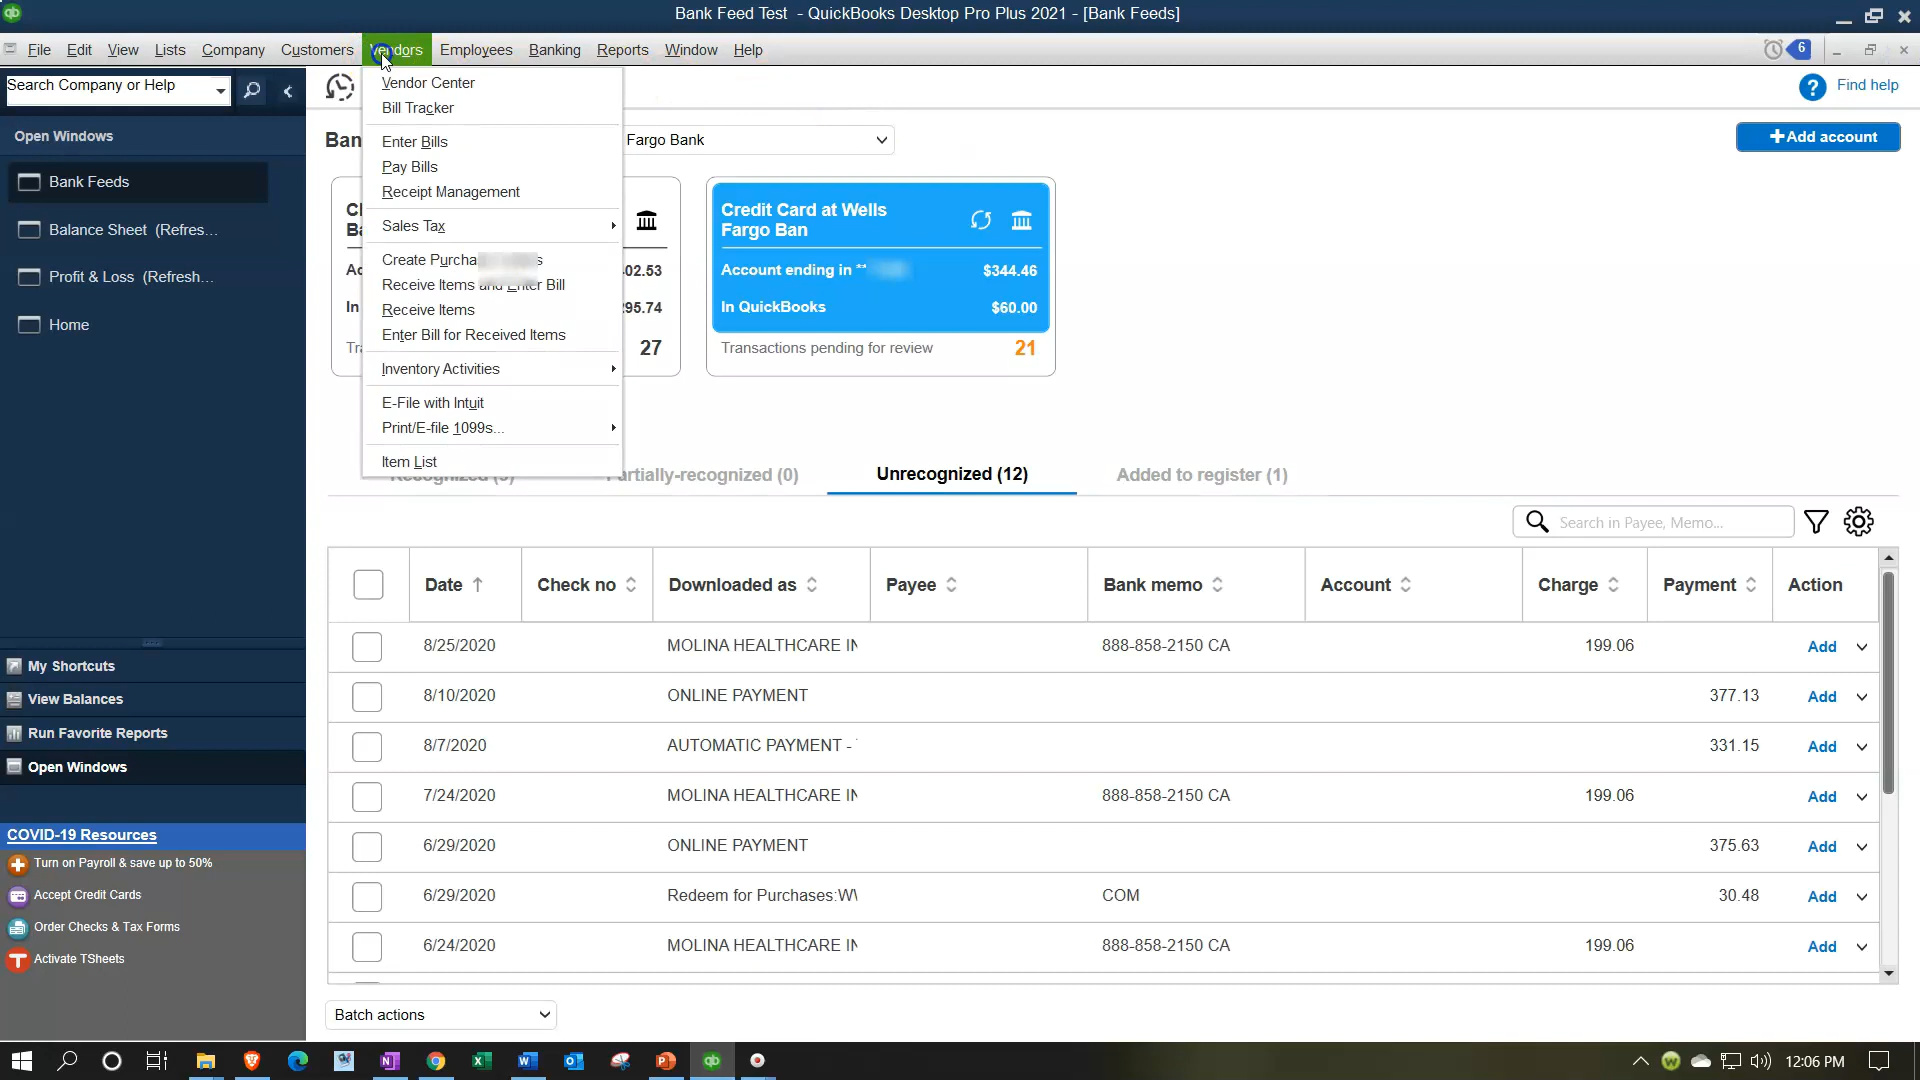 Bank Feed Test - QuickBooks Desktop Pro Plus 2021 - [Bank Feeds]
File Edit View Lists Company Customers Vendors Employees Banking Reports Window Help
6
Search Company or Help
Find help
Open Windows
Bank Feeds
Balance Sheet (Refres...
Profit & Loss (Refresh...
Home
My Shortcuts
View Balances
Run Favorite Reports
Open Windows
COVID-19 Resources
Turn on Payroll & save up to 50%
Accept Credit Cards
Order Checks & Tax Forms
Activate TSheets
Vendor Center
Bill Tracker
Enter Bills
Pay Bills
Receipt Management
Sales Tax
Create
Receive Items and Enter Bill
Receive Items
Enter Bill for Received Items
Inventory Activities
E-File with Intuit
Print/E-file 1099s...
Item List
Ban
Fargo Bank
Add account
02.53
In
295.74
27
Credit Card at Wells
Fargo Ban
Account ending in ** $344.46
In QuickBooks $60.00
Transactions pending for review 21
artially-recognized (0) Unrecognized (12) Added to register (1)
Search in Payee, Memo...
Date Check no Downloaded as Payee Bank memo Account Charge Payment Action
8/25/2020 MOLINA HEALTHCARE IN 888-858-2150 CA 199.06 Add
8/10/2020 ONLINE PAYMENT 377.13 Add
8/7/2020 AUTOMATIC PAYMENT - 331.15 Add
7/24/2020 MOLINA HEALTHCARE IN 888-858-2150 CA 199.06 Add
6/29/2020 ONLINE PAYMENT 375.63 Add
6/29/2020 Redeem for Purchases:WW COM 30.48 Add
6/24/2020 MOLINA HEALTHCARE IN 888-858-2150 CA 199.06 Add
Batch actions
12:06 PM